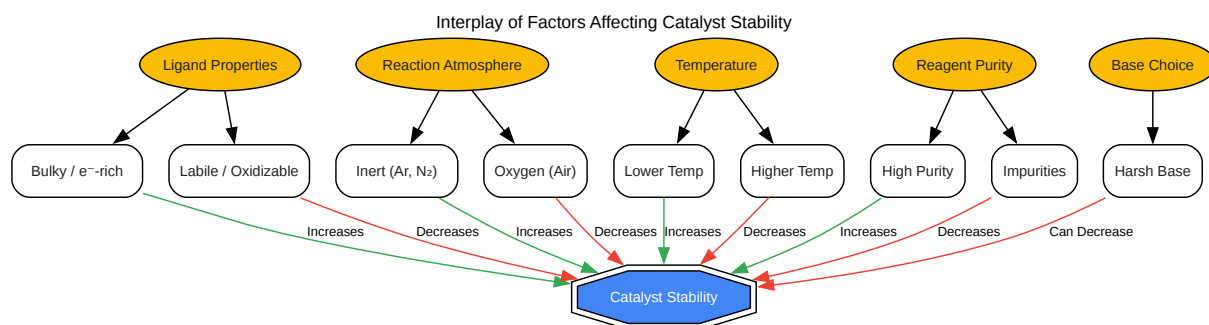 Interplay of Factors Affecting Catalyst Stability
Ligand Properties
Reaction Atmosphere
Temperature
Reagent Purity
Base Choice
Bulky / e⁻-rich
Labile / Oxidizable
Inert (Ar, N₂)
Oxygen (Air)
Lower Temp
Higher Temp
High Purity
Impurities
Harsh Base
Increases
Decreases
Increases
Decreases
Increases
Decreases
Increases
Decreases
Can Decrease
Catalyst Stability